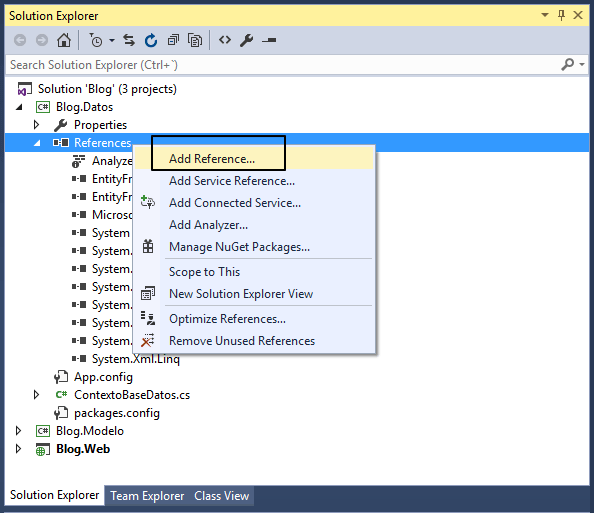 Solution Explorer
Search Solution Explorer (Ctrl+`)
Solution 'Blog' (3 projects)
Blog.Datos
Properties
References
Analyze
Add Reference...
EntityFr
Add Service Reference...
EntityFr
Add Connected Service...
Microso
Add Analyzer...
System
Manage NuGet Packages...
System.
System.
Scope to This
System.
New Solution Explorer View
System.
Optimize References...
System.
Remove Unused References
System.Xml.Linq
App.config
ContextoBaseDatos.cs
packages.config
Blog.Modelo
Blog.Web
Solution Explorer Team Explorer Class View